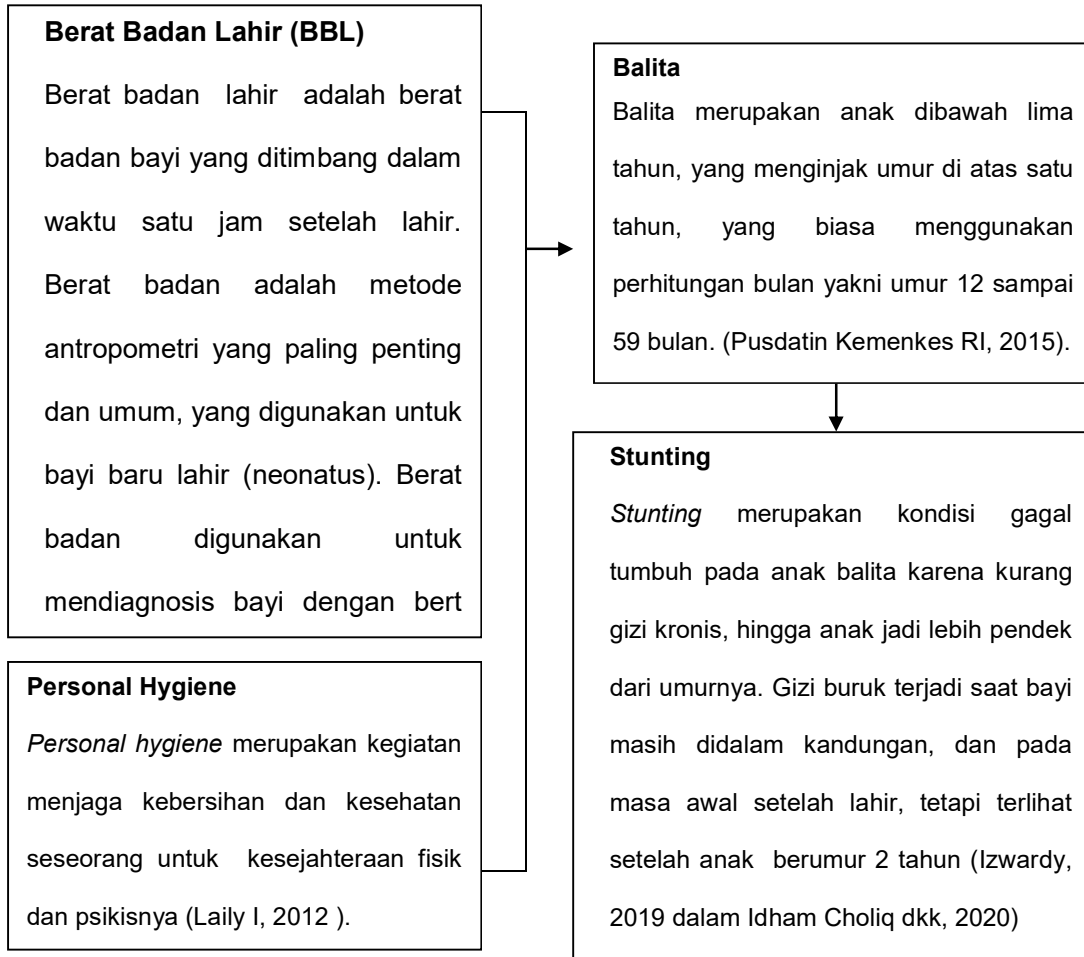 Berat Badan Lahir (BBL)
Berat badan lahir adalah berat
badan bayi yang ditimbang dalam
waktu satu jam setelah lahir.
Berat badan adalah metode
antropometri yang paling penting
dan umum, yang digunakan untuk
bayi baru lahir (neonatus). Berat
badan digunakan untuk
mendiagnosis bayi dengan bert
Personal Hygiene
Personal hygiene merupakan kegiatan
menjaga kebersihan dan kesehatan
seseorang untuk kesejahteraan fisik
dan psikisnya (Laily I, 2012 ).
Balita
Balita merupakan anak dibawah lima
tahun, yang menginjak umur di atas satu
tahun, yang biasa menggunakan
perhitungan bulan yakni umur 12 sampai
59 bulan. (Pusdatin Kemenkes RI, 2015).
Stunting
Stunting merupakan kondisi gagal
tumbuh pada anak balita karena kurang
gizi kronis, hingga anak jadi lebih pendek
dari umurnya. Gizi buruk terjadi saat bayi
masih didalam kandungan, dan pada
masa awal setelah lahir, tetapi terlihat
setelah anak berumur 2 tahun (Izwardy,
2019 dalam Idham Choliq dkk, 2020)